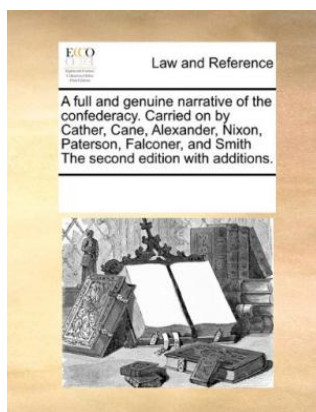 ECCO
Law and Reference
A full and genuine narrative of the
confederacy. Carried on by
Cather, Cane, Alexander, Nixon,
Paterson, Falconer, and Smith
The second edition with additions.